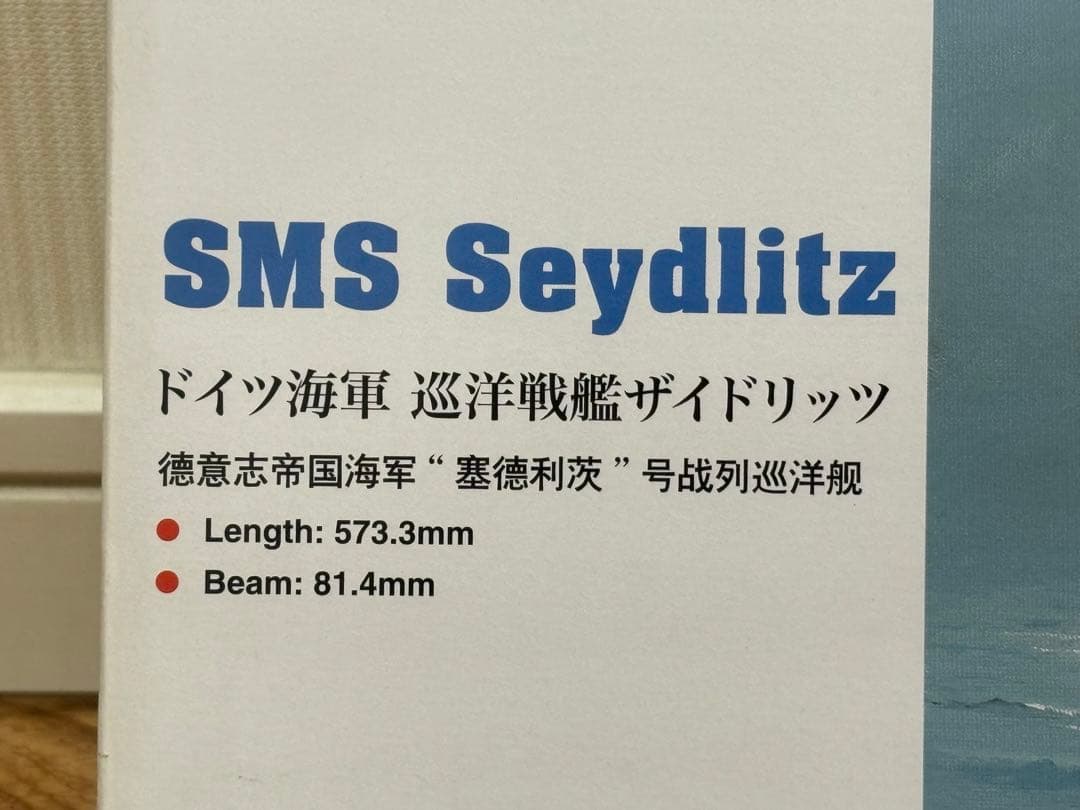 SMS Seydlitz
ドイツ海軍 巡洋戦艦ザイドリッツ
德意志帝国海军“塞德利茨”号战列巡洋舰
● Length: 573.3mm
● Beam: 81.4mm